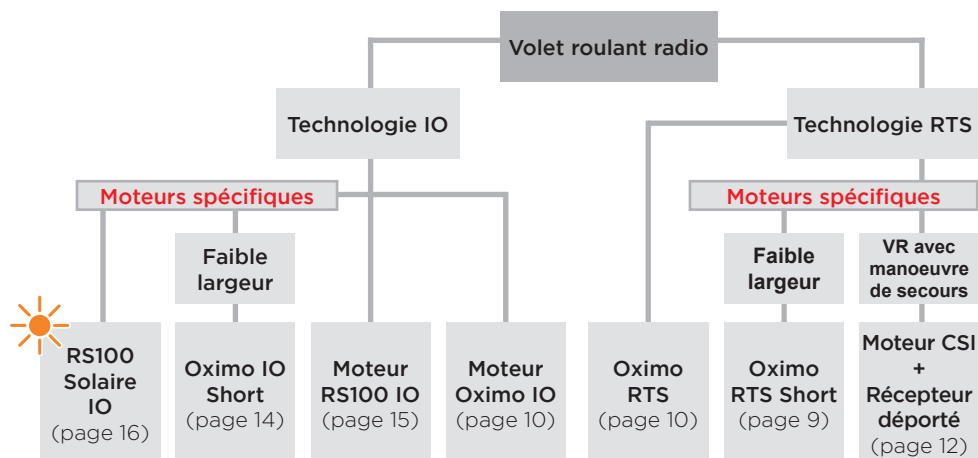 Volet roulant radio
Technologie IO
Technologie RTS
Moteurs spécifiques
Moteurs spécifiques
Faible
largeur
Faible
largeur
VR avec
manoeuvre
de secours
RS100
Solaire
IO
(page 16)
Oximo IO
Short
(page 14)
Moteur
RS100 IO
(page 15)
Moteur
Oximo IO
(page 10)
Oximo
RTS
(page 10)
Oximo
RTS Short
(page 9)
Moteur CSI
+
Récepteur
déporté
(page 12)